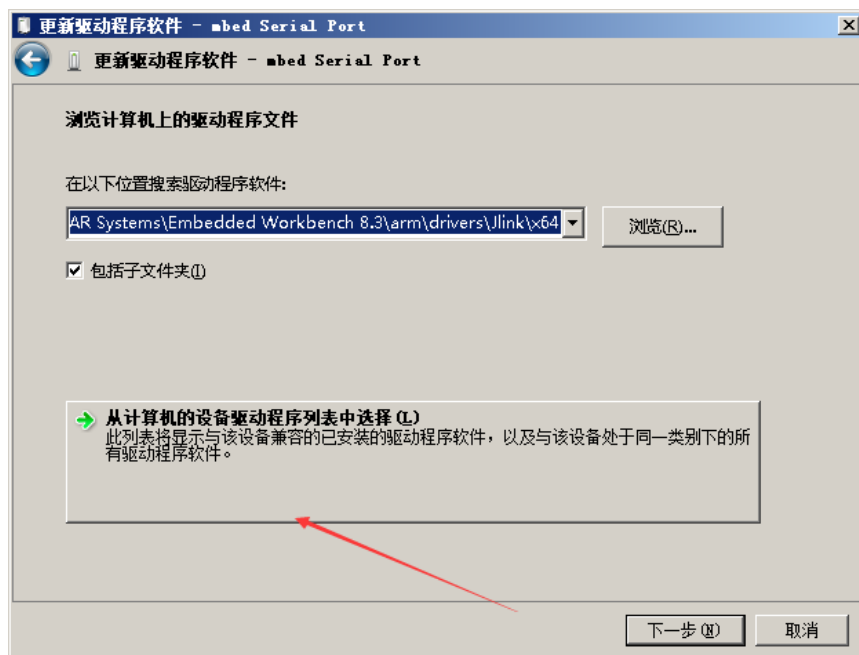 更新驱动程序软件 - mbed Serial Port
更新驱动程序软件 - mbed Serial Port
浏览计算机上的驱动程序文件
在以下位置搜索驱动程序软件:
AR Systems\Embedded Workbench 8.3\arm\drivers\Jlink\x64
浏览(R)...
包括子文件夹(I)
从计算机的设备驱动程序列表中选择(L)
此列表将显示与该设备兼容的已安装的驱动程序软件，以及与该设备处于同一类别下的所
有驱动程序软件。
下一步(N)
取消